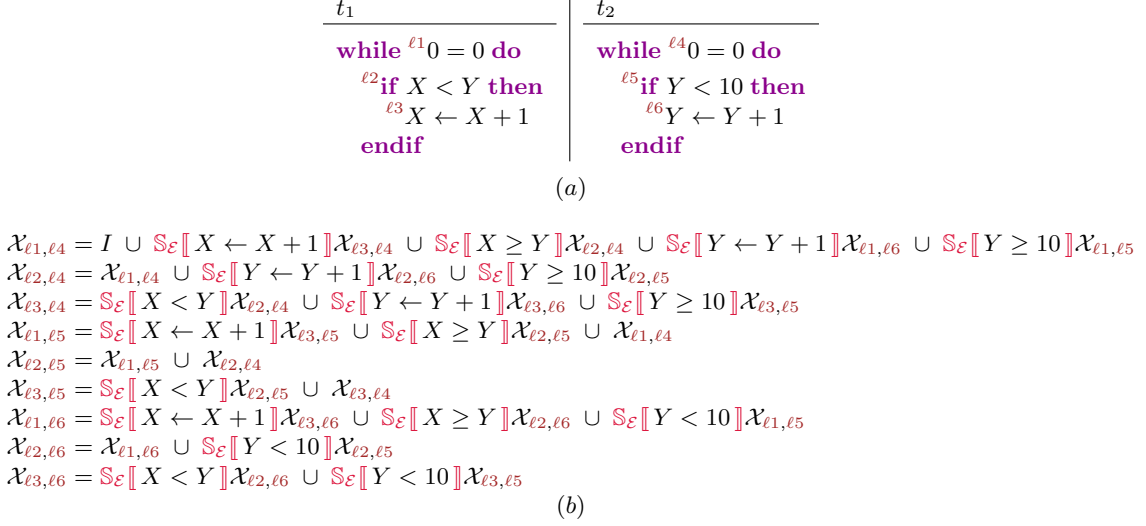 t₁ t₂
while ℓ1 0 = 0 do while ℓ4 0 = 0 do
ℓ2 if X < Y then ℓ5 if Y < 10 then
ℓ3 X ← X + 1 ℓ6 Y ← Y + 1
endif endif
(a)
𝒳ℓ1,ℓ4 = I ∪ 𝕊ℰ⟦ X ← X + 1 ⟧𝒳ℓ3,ℓ4 ∪ 𝕊ℰ⟦ X ≥ Y ⟧𝒳ℓ2,ℓ4 ∪ 𝕊ℰ⟦ Y ← Y + 1 ⟧𝒳ℓ1,ℓ6 ∪ 𝕊ℰ⟦ Y ≥ 10 ⟧𝒳ℓ1,ℓ5
𝒳ℓ2,ℓ4 = 𝒳ℓ1,ℓ4 ∪ 𝕊ℰ⟦ Y ← Y + 1 ⟧𝒳ℓ2,ℓ6 ∪ 𝕊ℰ⟦ Y ≥ 10 ⟧𝒳ℓ2,ℓ5
𝒳ℓ3,ℓ4 = 𝕊ℰ⟦ X < Y ⟧𝒳ℓ2,ℓ4 ∪ 𝕊ℰ⟦ Y ← Y + 1 ⟧𝒳ℓ3,ℓ6 ∪ 𝕊ℰ⟦ Y ≥ 10 ⟧𝒳ℓ3,ℓ5
𝒳ℓ1,ℓ5 = 𝕊ℰ⟦ X ← X + 1 ⟧𝒳ℓ3,ℓ5 ∪ 𝕊ℰ⟦ X ≥ Y ⟧𝒳ℓ2,ℓ5 ∪ 𝒳ℓ1,ℓ4
𝒳ℓ2,ℓ5 = 𝒳ℓ1,ℓ5 ∪ 𝒳ℓ2,ℓ4
𝒳ℓ3,ℓ5 = 𝕊ℰ⟦ X < Y ⟧𝒳ℓ2,ℓ5 ∪ 𝒳ℓ3,ℓ4
𝒳ℓ1,ℓ6 = 𝕊ℰ⟦ X ← X + 1 ⟧𝒳ℓ3,ℓ6 ∪ 𝕊ℰ⟦ X ≥ Y ⟧𝒳ℓ2,ℓ6 ∪ 𝕊ℰ⟦ Y < 10 ⟧𝒳ℓ1,ℓ5
𝒳ℓ2,ℓ6 = 𝒳ℓ1,ℓ6 ∪ 𝕊ℰ⟦ Y < 10 ⟧𝒳ℓ2,ℓ5
𝒳ℓ3,ℓ6 = 𝕊ℰ⟦ X < Y ⟧𝒳ℓ2,ℓ6 ∪ 𝕊ℰ⟦ Y < 10 ⟧𝒳ℓ3,ℓ5
(b)